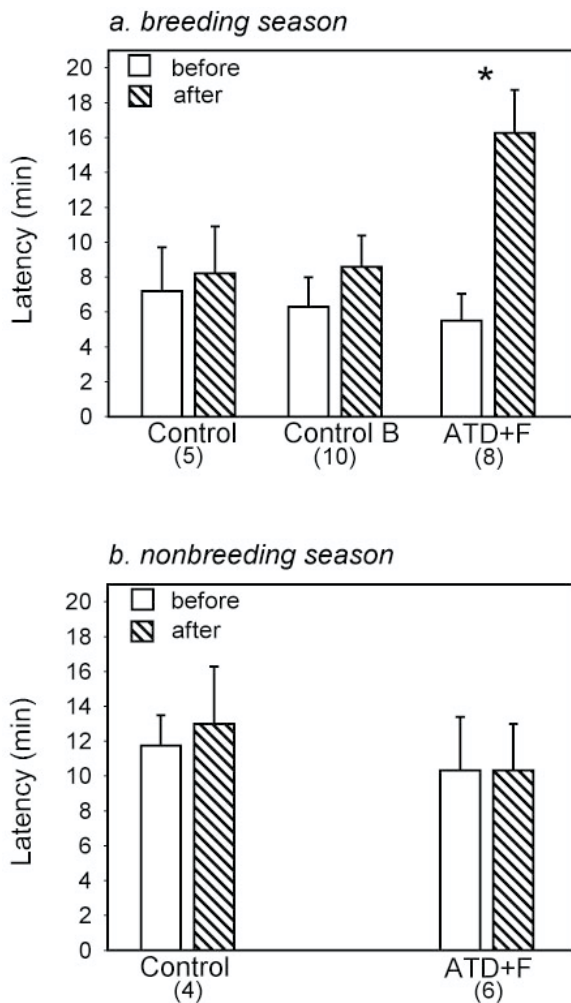 a. breeding season
20
18
16
14
12
10
8
6
4
2
0
Latency (min)
before
after
*
Control
(5)
Control B
(10)
ATD+F
(8)
b. nonbreeding season
20
18
16
14
12
10
8
6
4
2
0
Latency (min)
before
after
Control
(4)
ATD+F
(6)